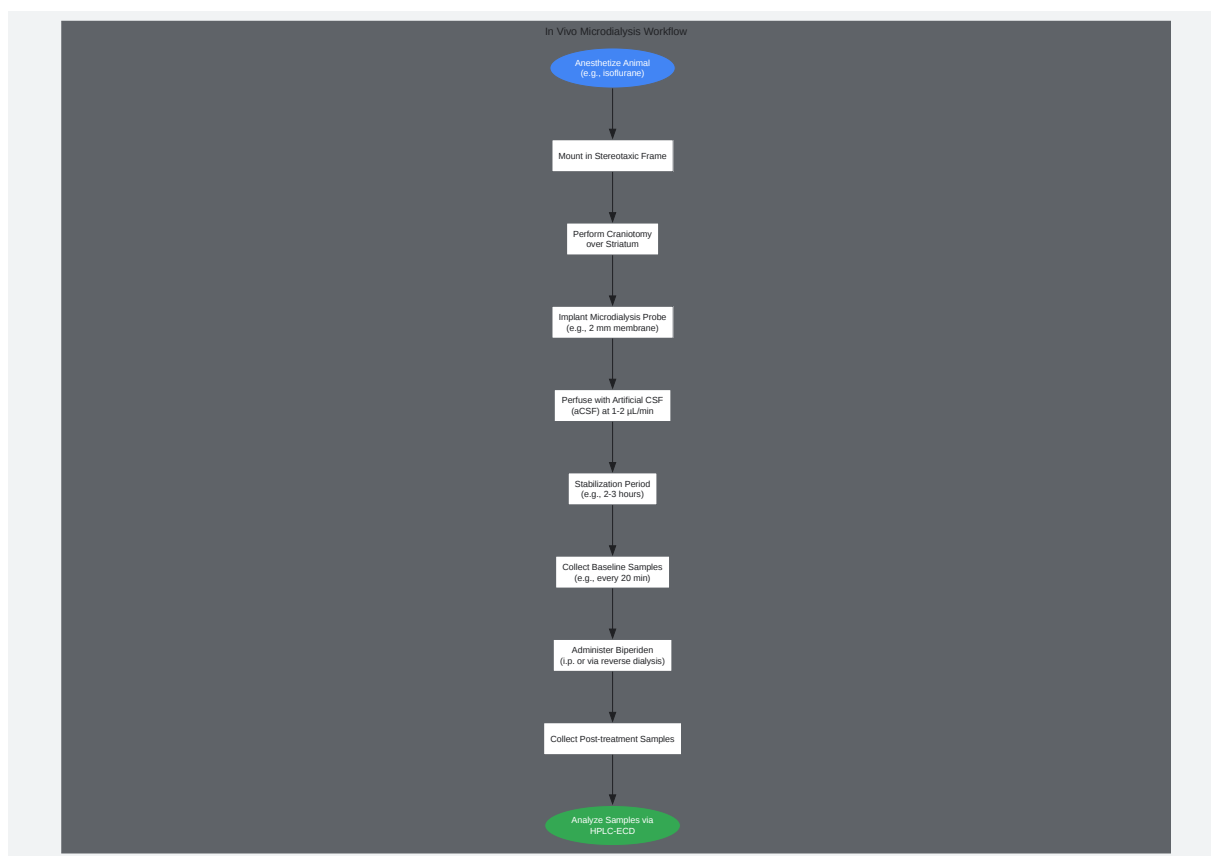 In Vivo Microdialysis Workflow
Anesthetize Animal
(e.g., isoflurane)
Mount in Stereotaxic Frame
Perform Craniotomy
over Striatum
Implant Microdialysis Probe
(e.g., 2 mm membrane)
Perfuse with Artificial CSF
(aCSF) at 1-2 µL/min
Stabilization Period
(e.g., 2-3 hours)
Collect Baseline Samples
(e.g., every 20 min)
Administer Biperiden
(i.p. or via reverse dialysis)
Collect Post-treatment Samples
Analyze Samples via
HPLC-ECD